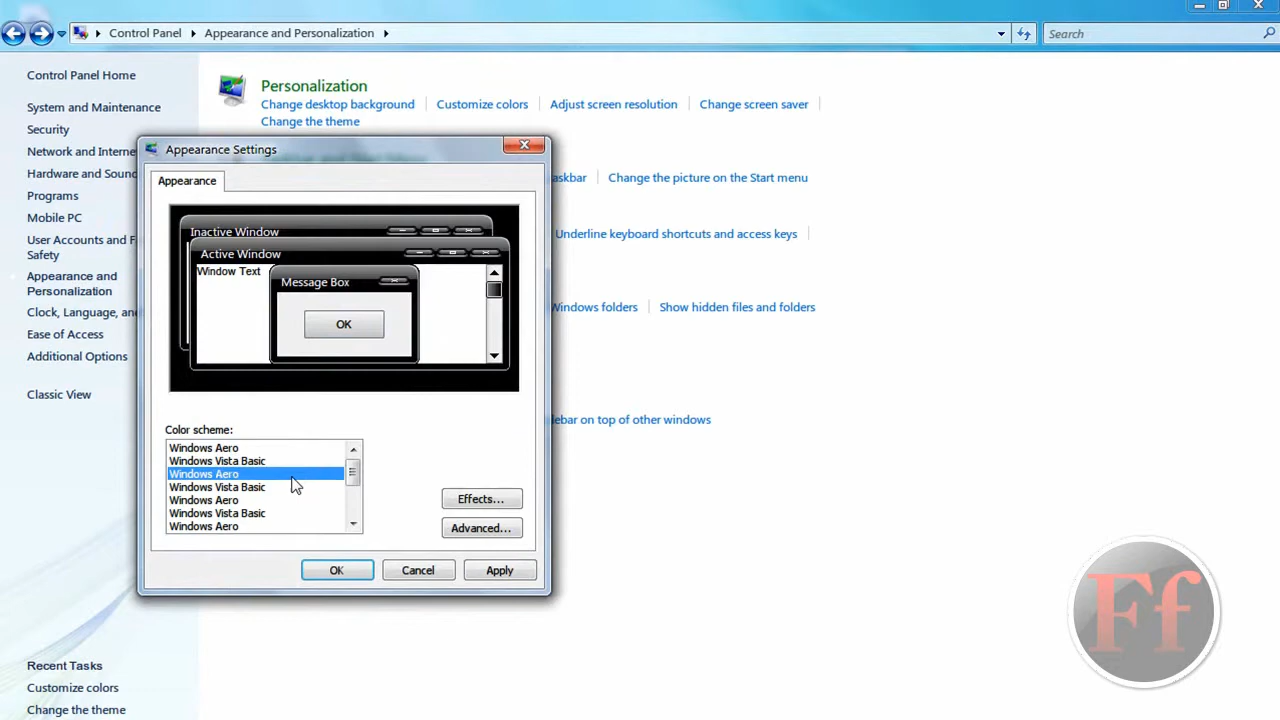 Control Panel
Appearance and Personalization
Search
Control Panel Home
System and Maintenance
Security
Network and Interne
Hardware and Sound
Programs
Mobile PC
User Accounts and F
Safety
Appearance and
Personalization
Clock, Language, an
Ease of Access
Additional Options
Classic View
Recent Tasks
Customize colors
Change the theme
Personalization
Change desktop background
Customize colors
Adjust screen resolution
Change screen saver
Change the theme
askbar
Change the picture on the Start menu
Underline keyboard shortcuts and access keys
Windows folders
Show hidden files and folders
ebar on top of other windows
Appearance Settings
Appearance
Inactive Window
Active Window
Window Text
Message Box
OK
Color scheme:
Windows Aero
Windows Vista Basic
Windows Aero
Windows Vista Basic
Windows Aero
Windows Vista Basic
Windows Aero
Effects...
Advanced...
OK
Cancel
Apply
Ff